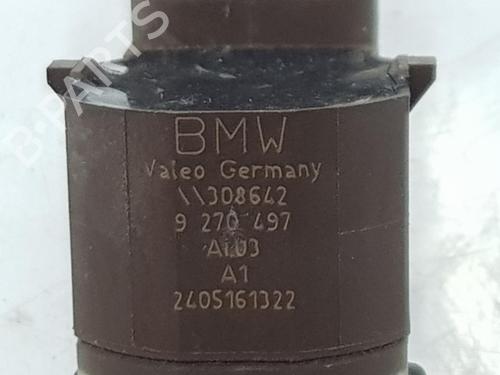 B-PARTS
BMW
Valeo Germany
\\308642
9 270 497
AI03
A1
2405161322